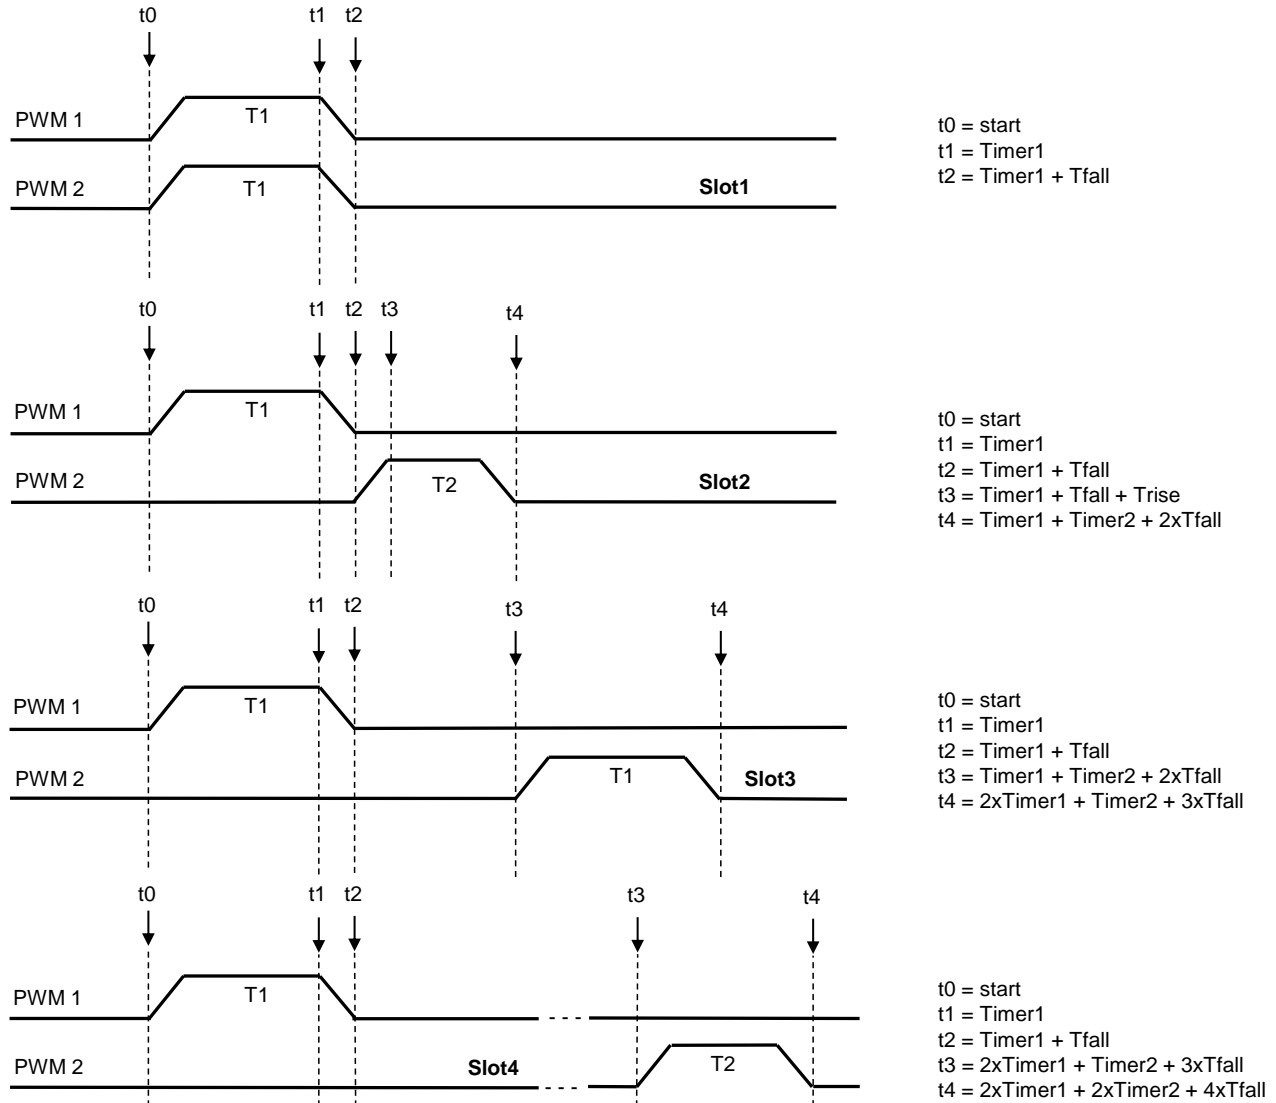 t0 t1 t2
PWM 1 T1
PWM 2 T1 Slot1
t0 = start
t1 = Timer1
t2 = Timer1 + Tfall
t0 t1 t2 t3 t4
PWM 1 T1
PWM 2 T2 Slot2
t0 = start
t1 = Timer1
t2 = Timer1 + Tfall
t3 = Timer1 + Tfall + Trise
t4 = Timer1 + Timer2 + 2xTfall
t0 t1 t2 t3 t4
PWM 1 T1
PWM 2 T1 Slot3
t0 = start
t1 = Timer1
t2 = Timer1 + Tfall
t3 = Timer1 + Timer2 + 2xTfall
t4 = 2xTimer1 + Timer2 + 3xTfall
t0 t1 t2 t3 t4
PWM 1 T1
PWM 2 Slot4 T2
t0 = start
t1 = Timer1
t2 = Timer1 + Tfall
t3 = 2xTimer1 + Timer2 + 3xTfall
t4 = 2xTimer1 + 2xTimer2 + 4xTfall